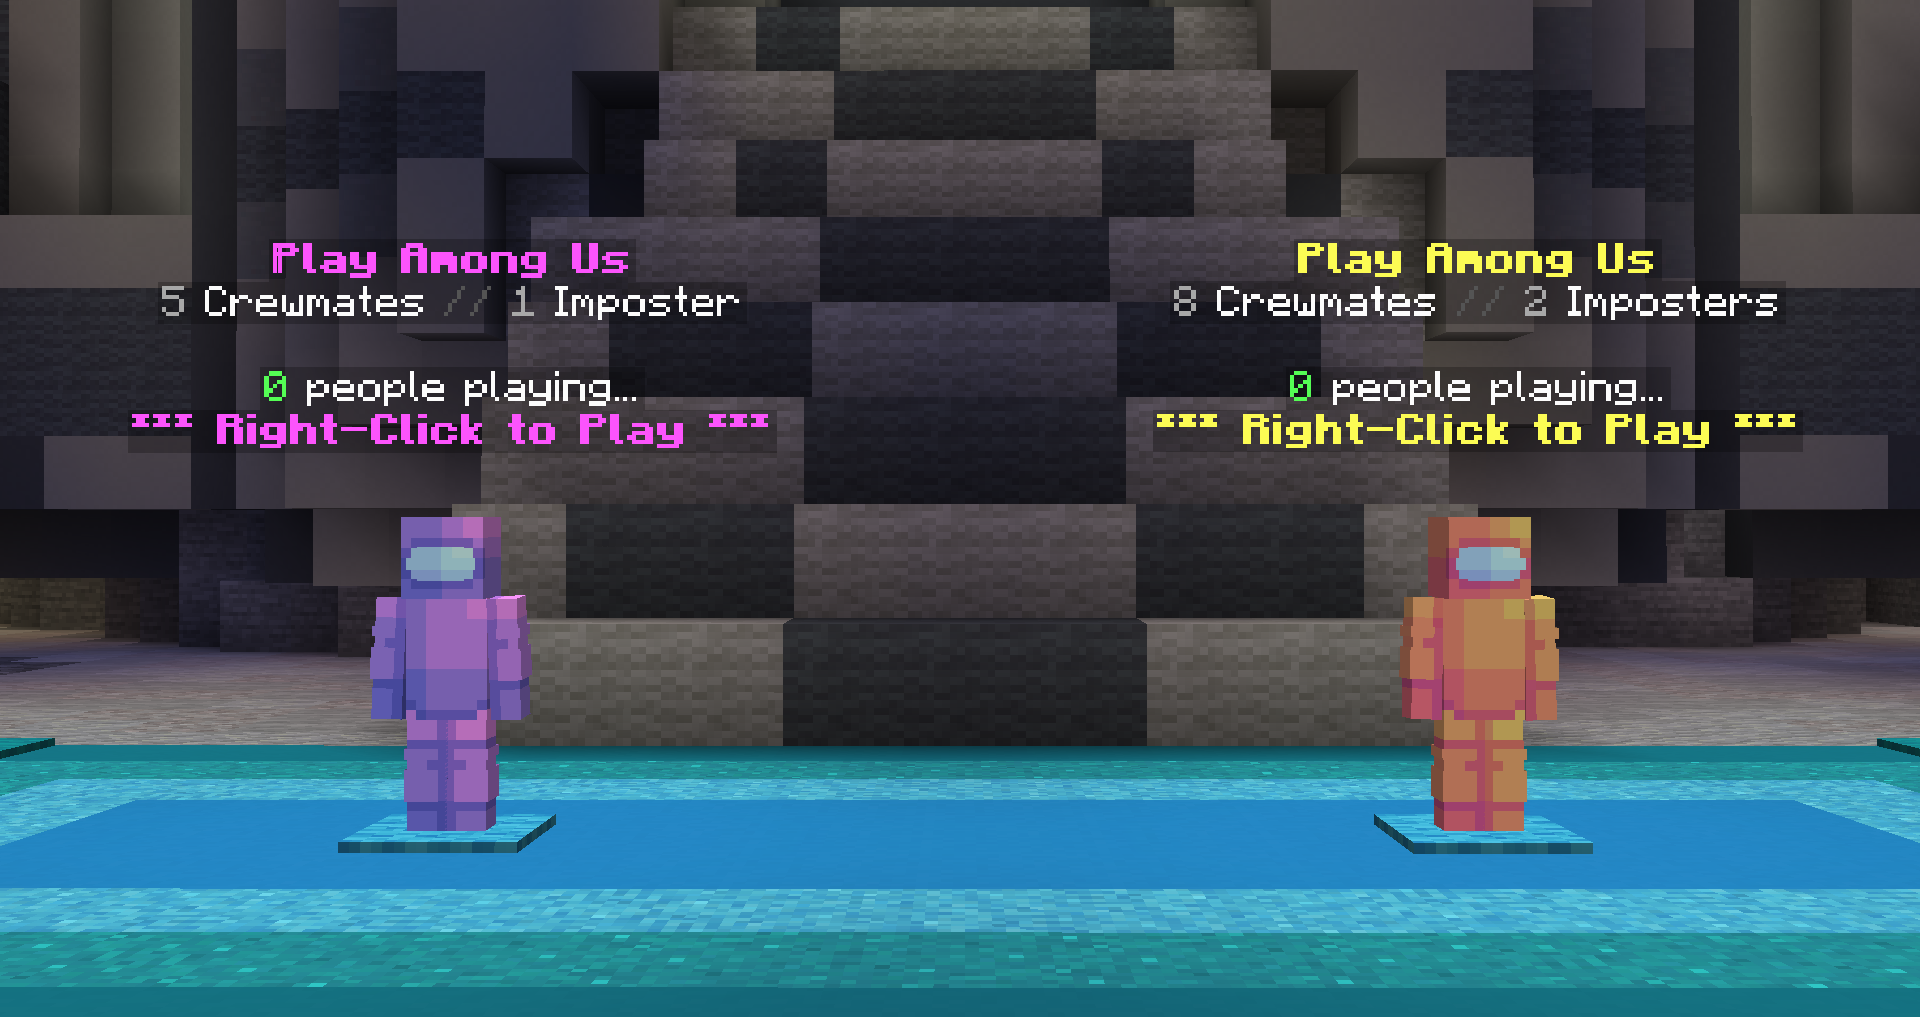 Play Among Us
5 Crewmates // 1 Imposter
0 people playing...
*** Right-Click to Play ***
Play Among Us
8 Crewmates // 2 Imposters
0 people playing...
*** Right-Click to Play ***